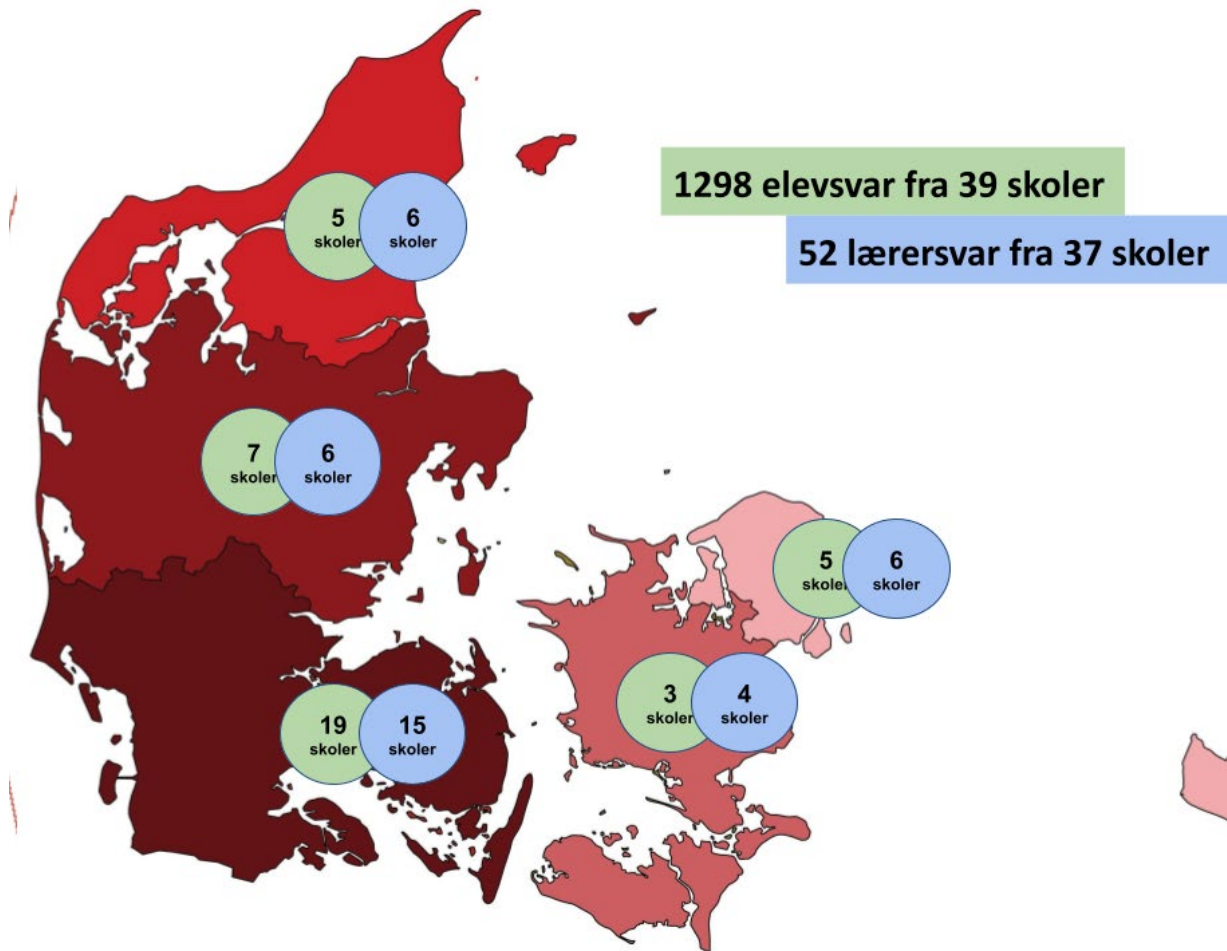 1298 elevsvar fra 39 skoler
52 lærersvar fra 37 skoler
5
skoler
6
skoler
7
skoler
6
skoler
5
skoler
6
skoler
3
skoler
4
skoler
19
skoler
15
skoler